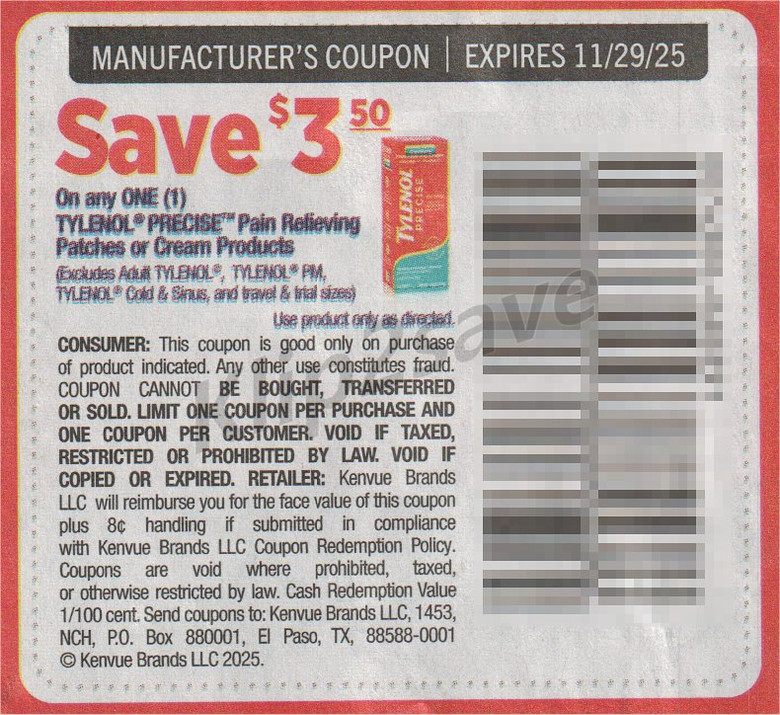 MANUFACTURER'S COUPON | EXPIRES 11/29/25
Save $3 50
On any ONE (1)
TYLENOL® PRECISE™ Pain Relieving
Patches or Cream Products
(Excludes Adult TYLENOL®, TYLENOL® PM,
TYLENOL® Cold & Sinus, and travel & trial sizes)
Use product only as directed.
TYLENOL
PRECISE
CONSUMER: This coupon is good only on purchase
of product indicated. Any other use constitutes fraud.
COUPON CANNOT BE BOUGHT, TRANSFERRED
OR SOLD. LIMIT ONE COUPON PER PURCHASE AND
ONE COUPON PER CUSTOMER. VOID IF TAXED,
RESTRICTED OR PROHIBITED BY LAW. VOID IF
COPIED OR EXPIRED. RETAILER: Kenvue Brands
LLC will reimburse you for the face value of this coupon
plus 8¢ handling if submitted in compliance
with Kenvue Brands LLC Coupon Redemption Policy.
Coupons are void where prohibited, taxed,
or otherwise restricted by law. Cash Redemption Value
1/100 cent. Send coupons to: Kenvue Brands LLC, 1453,
NCH, P.O. Box 880001, El Paso, TX, 88588-0001
© Kenvue Brands LLC 2025.
Klip2save